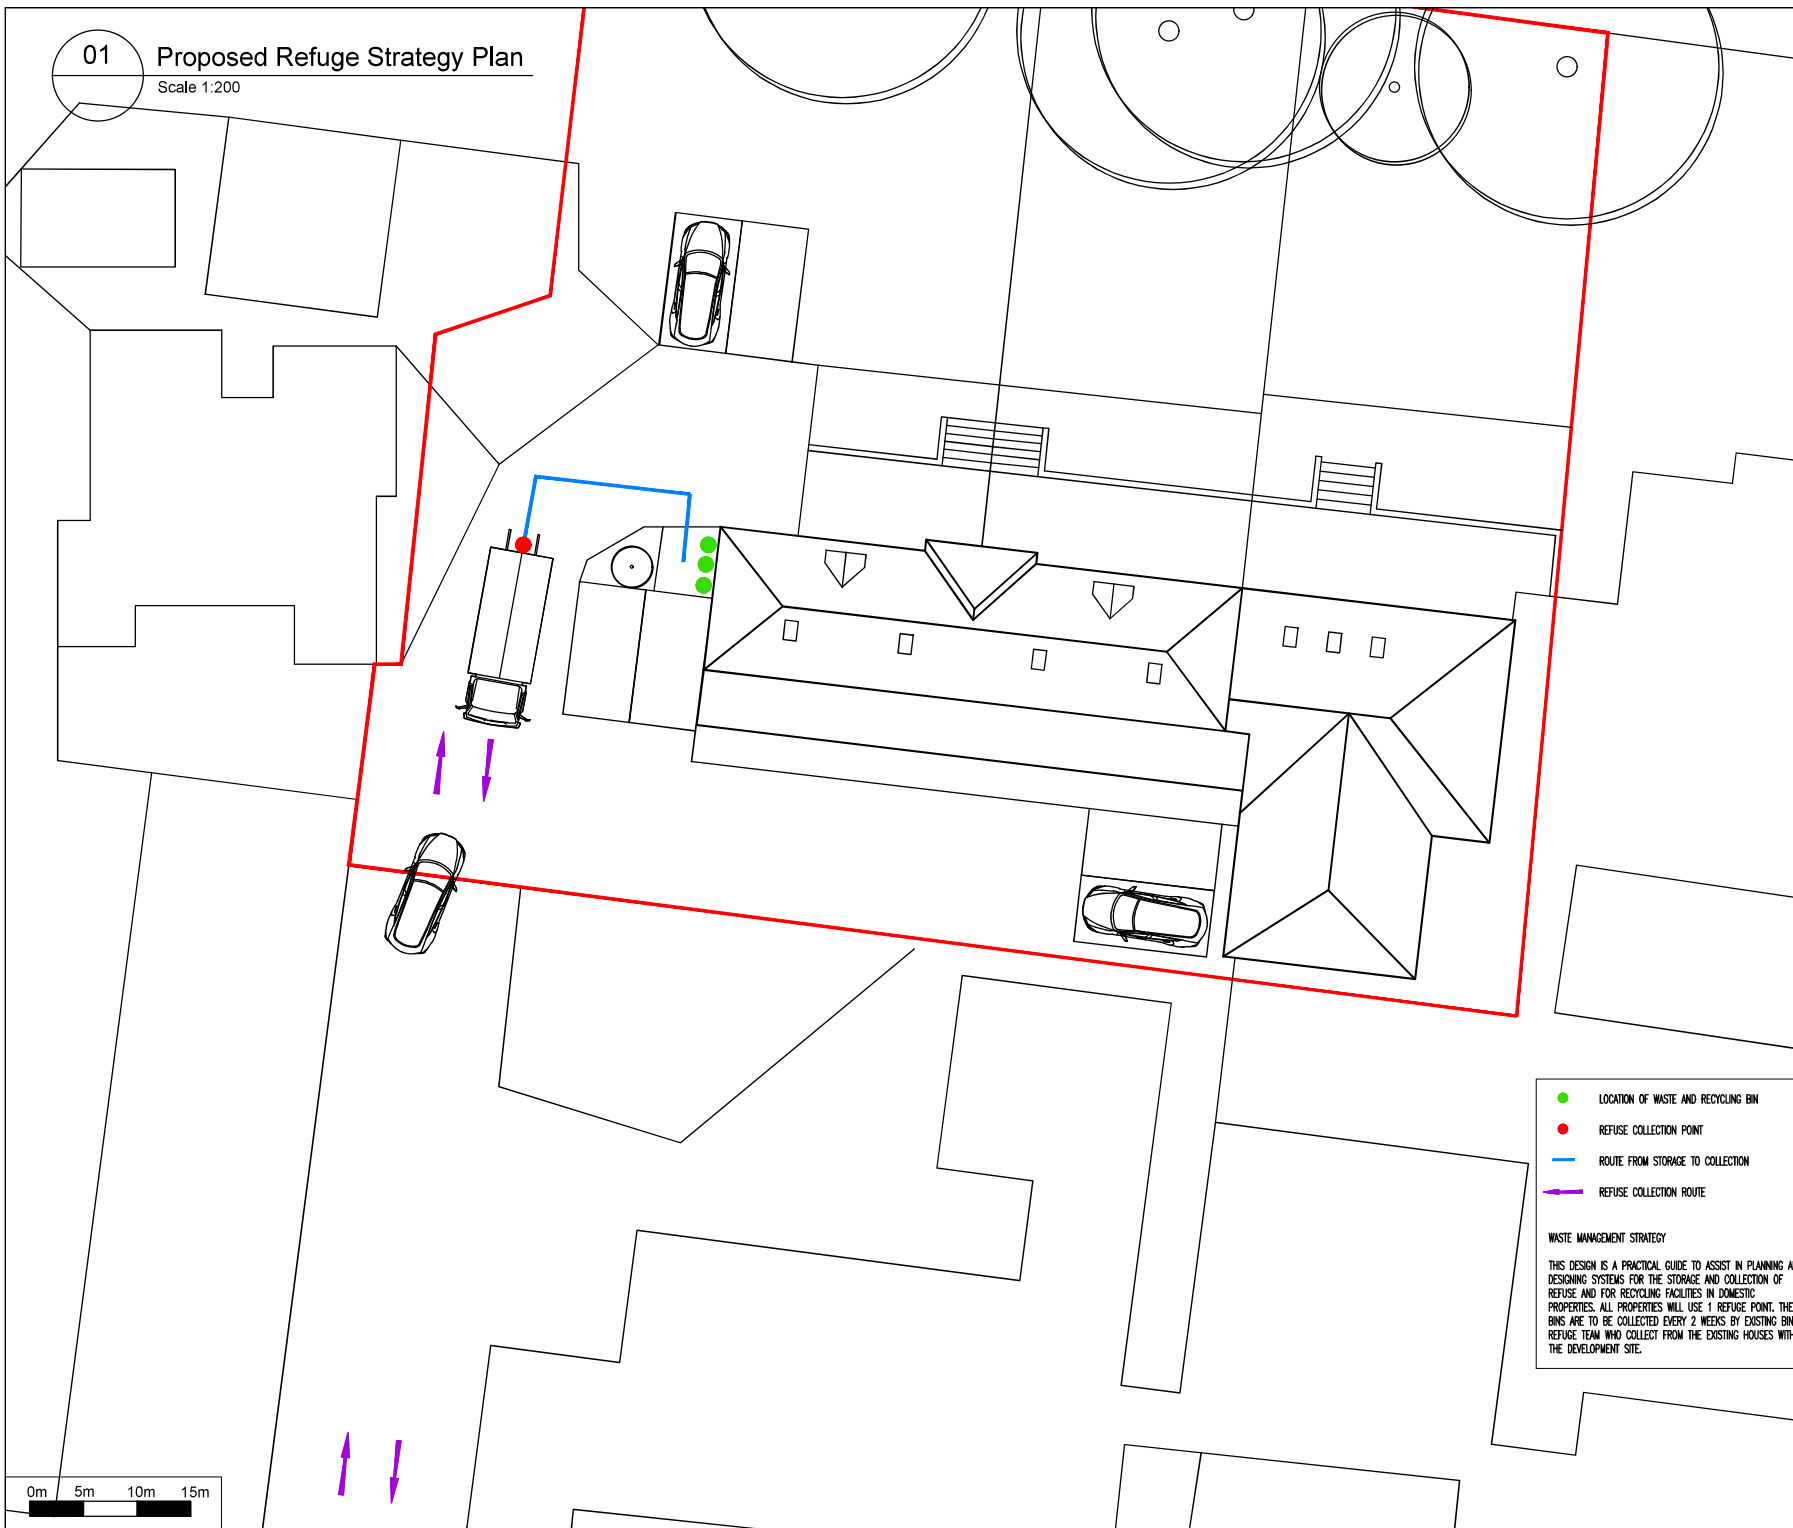 01
Proposed Refuge Strategy Plan
Scale 1:200
LOCATION OF WASTE AND RECYCLING BIN
REFUSE COLLECTION POINT
ROUTE FROM STORAGE TO COLLECTION
REFUSE COLLECTION ROUTE
WASTE MANAGEMENT STRATEGY
THIS DESIGN IS A PRACTICAL GUIDE TO ASSIST IN PLANNING
DESIGNING SYSTEMS FOR THE STORAGE AND COLLECTION OF
REFUSE AND FOR RECYCLING FACILITIES IN DOMESTIC
PROPERTIES. ALL PROPERTIES WILL USE 1 REFUGE POINT. THE
BINS ARE TO BE COLLECTED EVERY 2 WEEKS BY EXISTING BIN
REFUGE TEAM WHO COLLECT FROM THE EXISTING HOUSES WITH
THE DEVELOPMENT SITE.
0m 5m 10m 15m